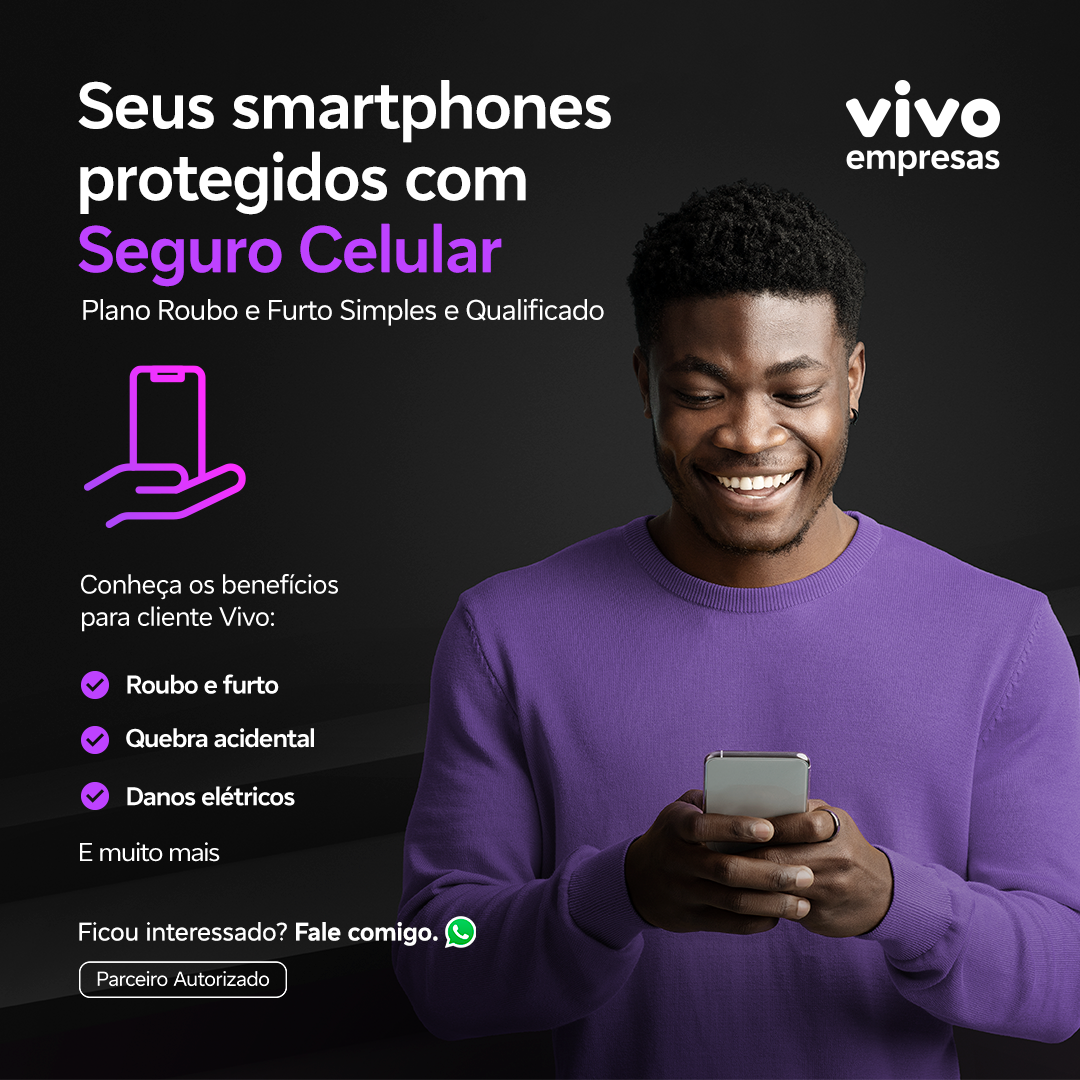 Seus smartphones
protegidos com
Seguro Celular
Plano Roubo e Furto Simples e Qualificado
vivo
empresas
Conheça os benefícios
para cliente Vivo:
Roubo e furto
Quebra acidental
Danos elétricos
E muito mais
Ficou interessado? Fale comigo.
Parceiro Autorizado